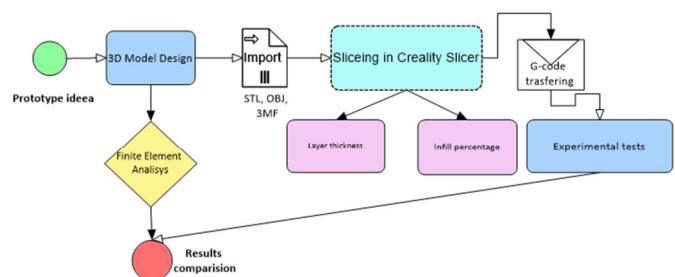 Prototype ideea
3D Model Design
Import
STL, OBJ,
3MF
Sliceing in Creality Slicer
G-code
trasfering
Layer thickness
Infill percentage
Experimental tests
Finite Element
Analisys
Results
comparision